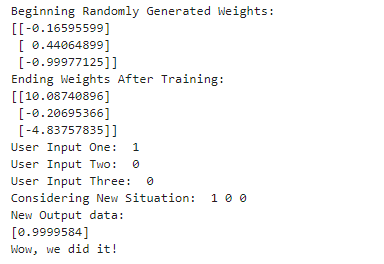 Beginning Randomly Generated Weights:
[[-0.16595599]
 [ 0.44064899]
 [-0.99977125]]
Ending Weights After Training:
[[10.08740896]
 [-0.20695366]
 [-4.83757835]]
User Input One:  1
User Input Two:  0
User Input Three:  0
Considering New Situation:  1 0 0
New Output data:
[0.9999584]
Wow, we did it!